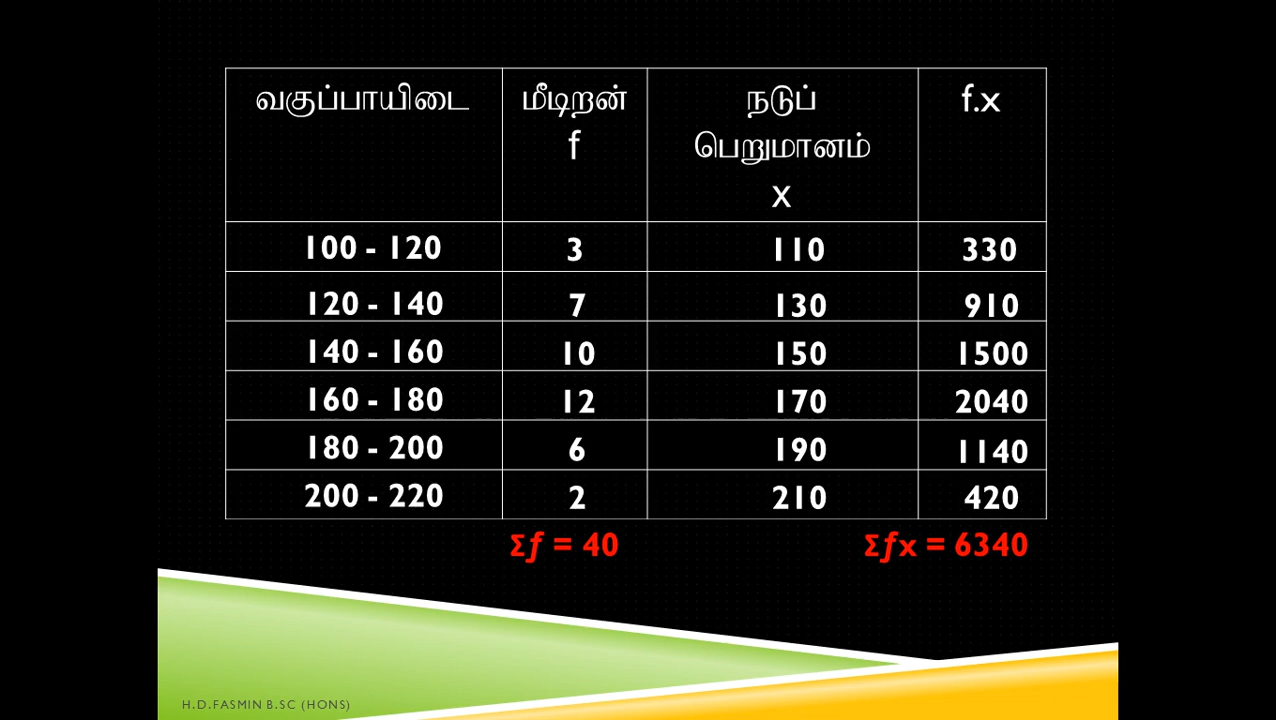 வகுப்பாயிடை மீடிறன் நடுப் f.x
f பெறுமானம்
x
100 - 120 3 110 330
120 - 140 7 130 910
140 - 160 10 150 1500
160 - 180 12 170 2040
180 - 200 6 190 1140
200 - 220 2 210 420
Σf = 40 Σfx = 6340
H.D.FASMIN B.SC (HONS)